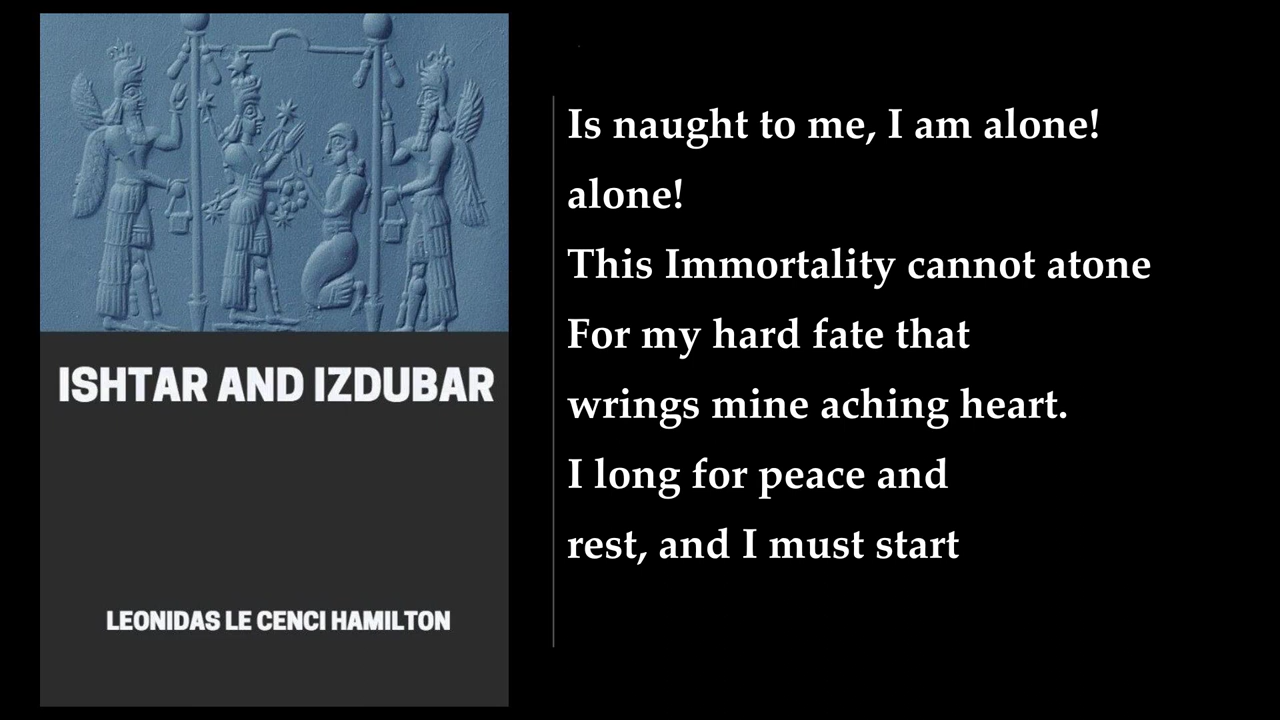 ISHTAR AND IZDUBAR
LEONIDAS LE CENCI HAMILTON
Is naught to me, I am alone!
alone!
This Immortality cannot atone
For my hard fate that
wrings mine aching heart.
I long for peace and
rest, and I must start